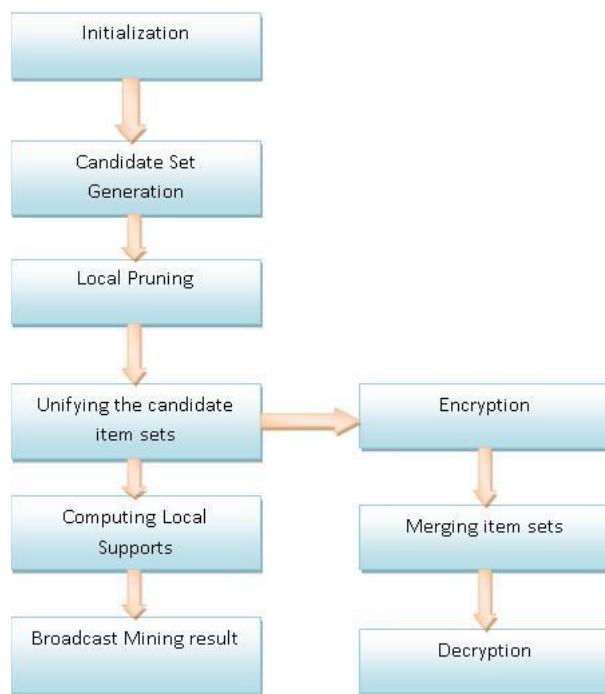 Initialization
Candidate Set
Generation
Local Pruning
Unifying the candidate
item sets
Computing Local
Supports
Broadcast Mining result
Encryption
Merging item sets
Decryption